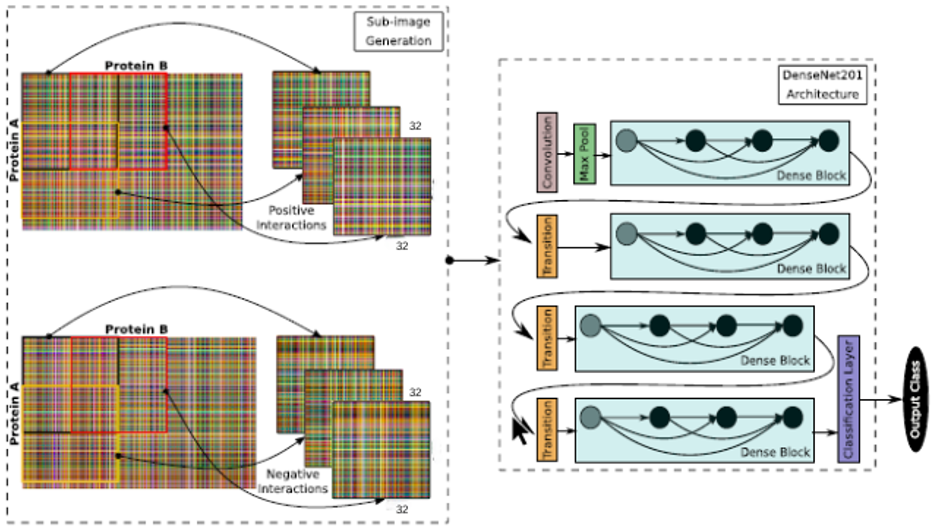 Sub-image
Generation
Protein B
Protein A
32
32
Positive
Interactions
Protein B
Protein A
32
32
Negative
Interactions
DenseNet201
Architecture
Convolution
Max Pool
Dense Block
Transition
Dense Block
Transition
Dense Block
Transition
Dense Block
Classification Layer
Output Class